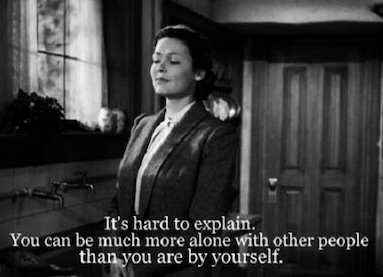 It's hard to explain.
You can be much more alone with other people
than you are by yourself.